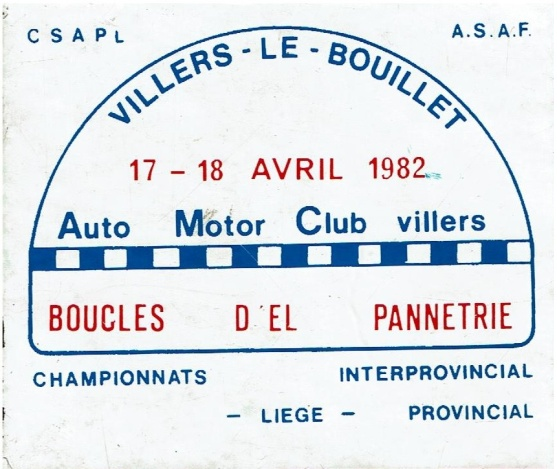 C S A P L A.S.A.F.
VILLERS - LE - BOUILLET
17 - 18 AVRIL 1982
Auto Motor Club villers
BOUCLES D'EL PANNETRIE
CHAMPIONNATS INTERPROVINCIAL
- LIEGE - PROVINCIAL